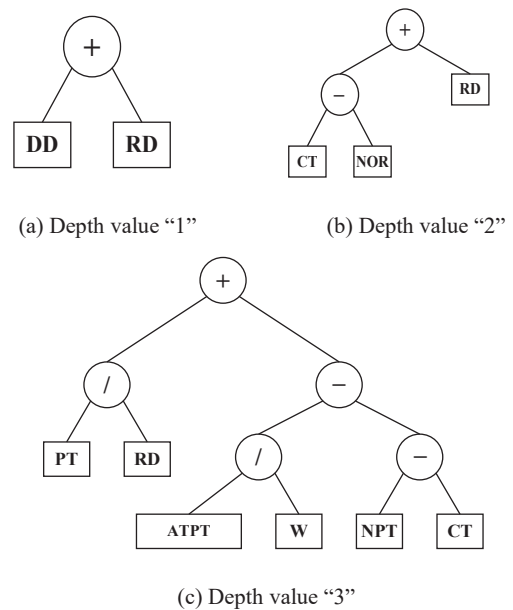 +
+
−
RD
DD
RD
CT
NOR
(a) Depth value “1”
(b) Depth value “2”
+
/
−
PT
RD
/
−
ATPT
W
NPT
CT
(c) Depth value “3”